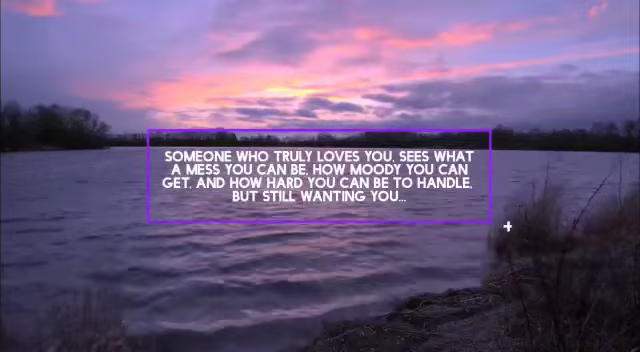 SOMEONE WHO TRULY LOVES YOU, SEES WHAT
A MESS YOU CAN BE, HOW MOODY YOU CAN
GET, AND HOW HARD YOU CAN BE TO HANDLE,
BUT STILL WANTING YOU...